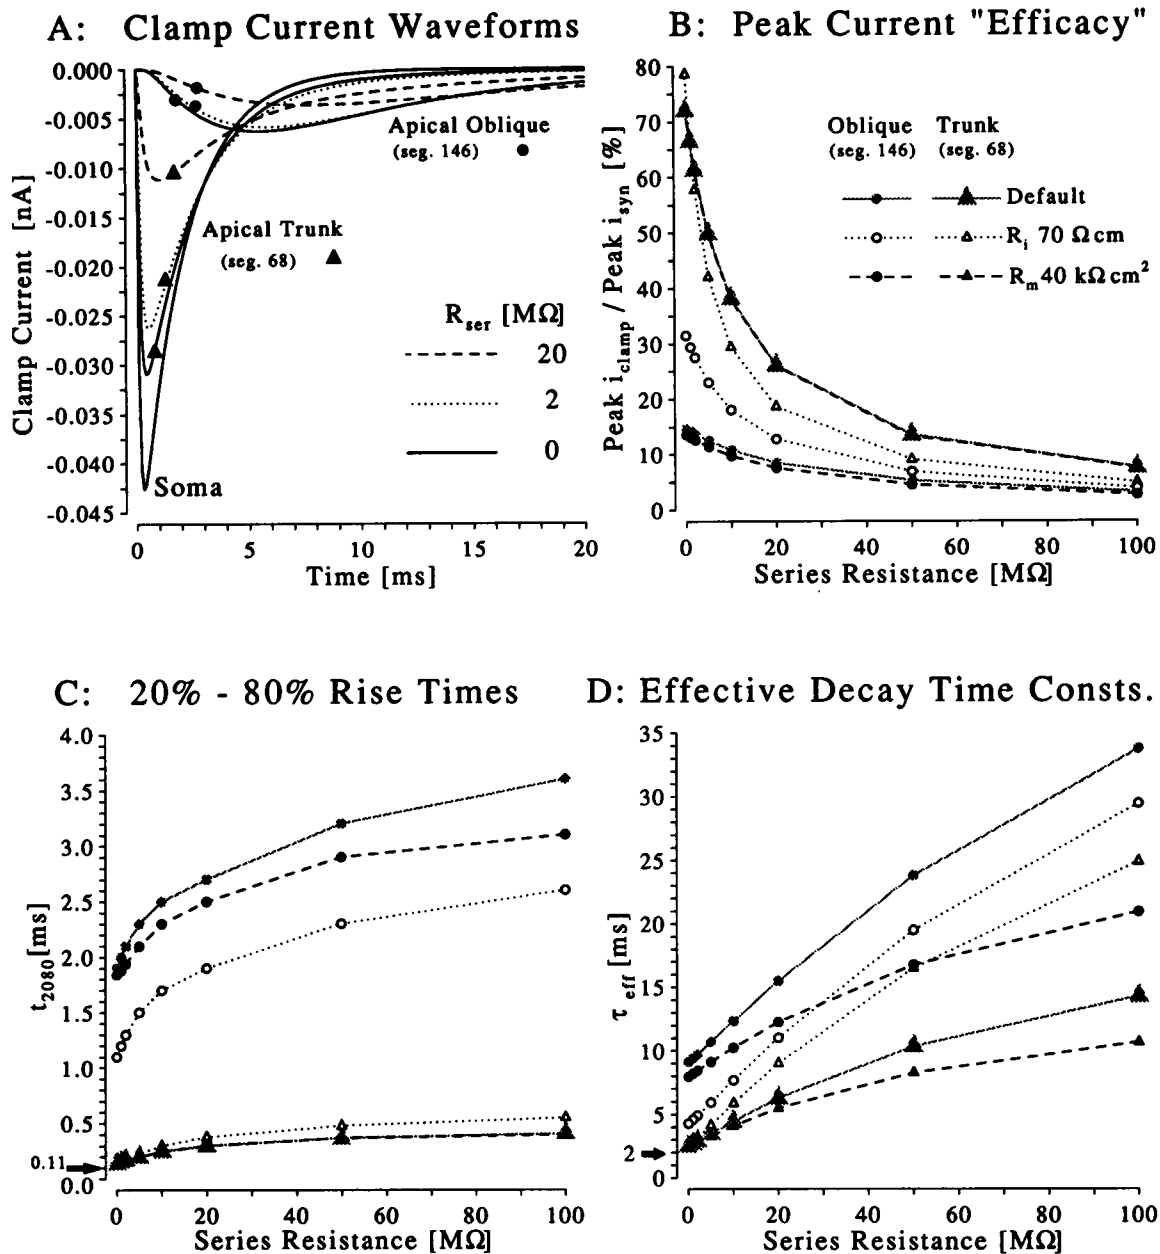 A: Clamp Current Waveforms
0.000
-0.005
-0.010
-0.015
-0.020
-0.025
-0.030
-0.035
-0.040
-0.045
Clamp Current [nA]
Apical Oblique
(seg. 146)
Apical Trunk
(seg. 68)
R_ser [MΩ]
20
2
0
Soma
0 5 10 15 20
Time [ms]
B: Peak Current "Efficacy"
80
70
60
50
40
30
20
10
0
Peak i_clamp / Peak i_syn [%]
Oblique Trunk
(seg. 146) (seg. 68)
Default
R_i 70 Ωcm
R_m 40 kΩcm²
0 20 40 60 80 100
Series Resistance [MΩ]
C: 20% - 80% Rise Times
4.0
3.5
3.0
2.5
2.0
1.5
1.0
0.5
0.11
0.0
t_2080 [ms]
0 20 40 60 80 100
Series Resistance [MΩ]
D: Effective Decay Time Consts.
35
30
25
20
15
10
5
2
0
τ_eff [ms]
0 20 40 60 80 100
Series Resistance [MΩ]